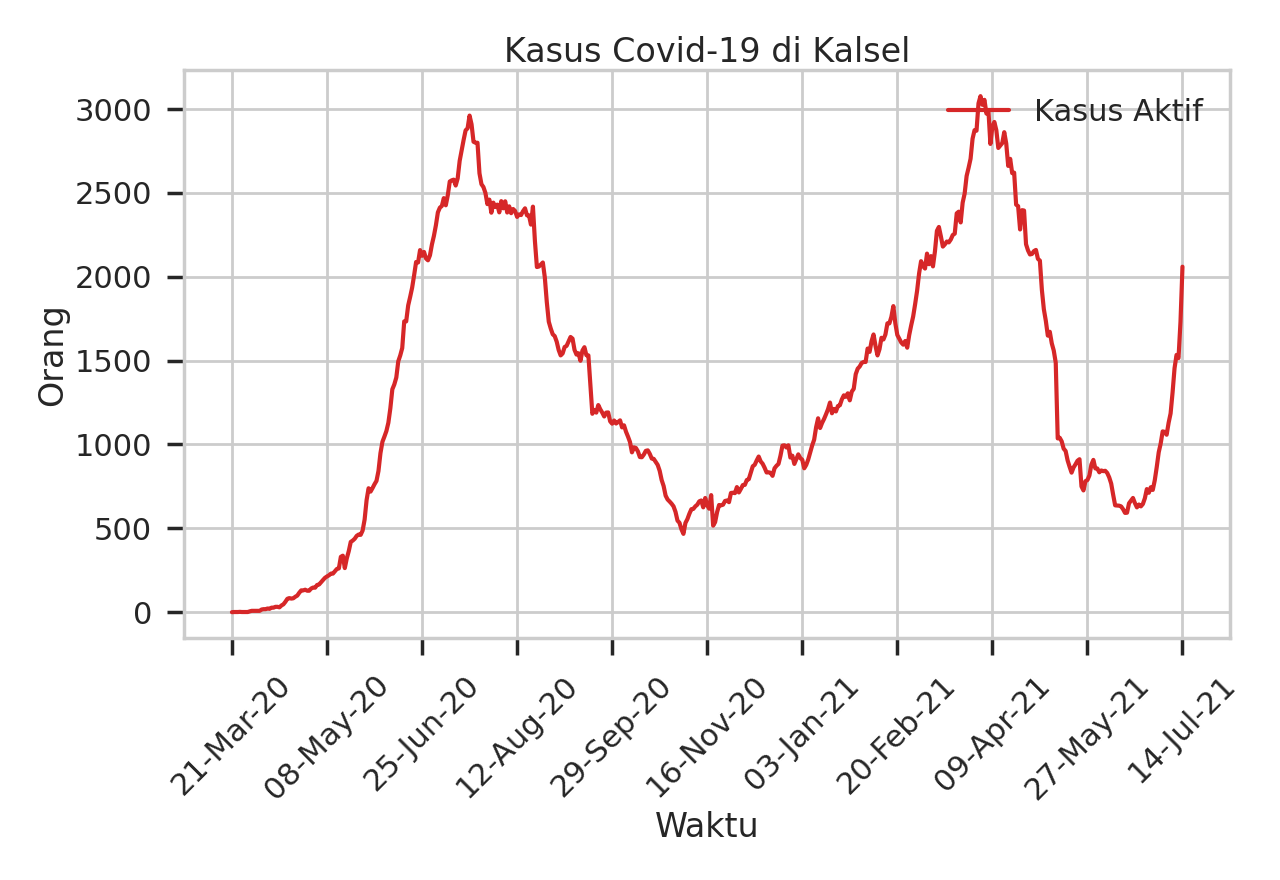 Kasus Covid-19 di Kalsel
Kasus Aktif
3000
2500
2000
1500
1000
500
0
Orang
21-Mar-20
08-May-20
25-Jun-20
12-Aug-20
29-Sep-20
16-Nov-20
03-Jan-21
20-Feb-21
09-Apr-21
27-May-21
14-Jul-21
Waktu